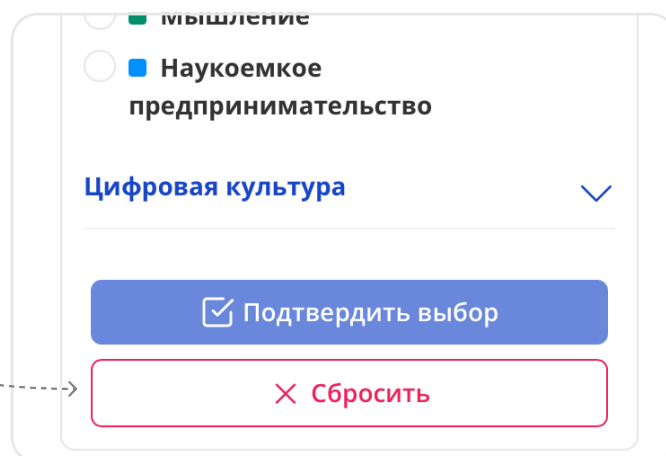 Мышление
Наукоемкое
предпринимательство
Цифровая культура
Подтвердить выбор
Сбросить